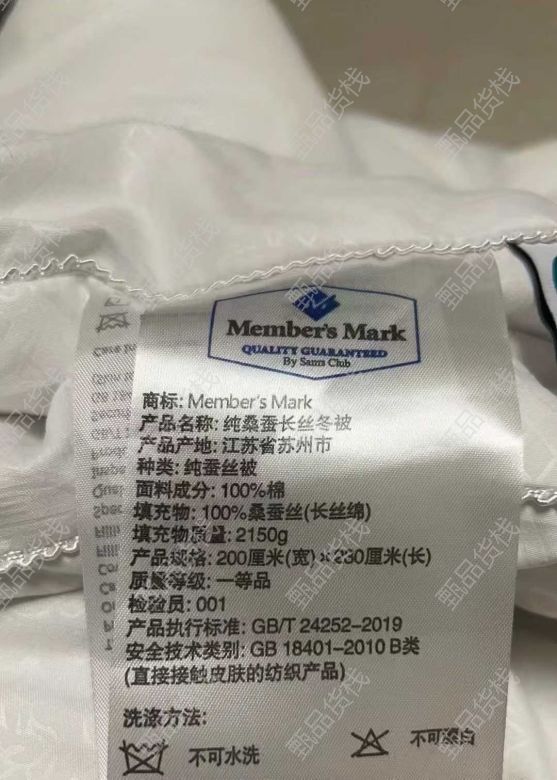 Member's Mark
QUALITY GUARANTEED
By Sam's Club
商标: Member's Mark
产品名称: 纯桑蚕长丝冬被
产品产地: 江苏省苏州市
种类: 纯蚕丝被
面料成分: 100%棉
填充物: 100%桑蚕丝(长丝绵)
填充物质量: 2150g
产品规格: 200厘米(宽)×230厘米(长)
质量等级: 一等品
检验员: 001
产品执行标准: GB/T 24252-2019
安全技术类别: GB 18401-2010 B类
(直接接触皮肤的纺织产品)
洗涤方法:
不可水洗 不可漂白
甄品货栈